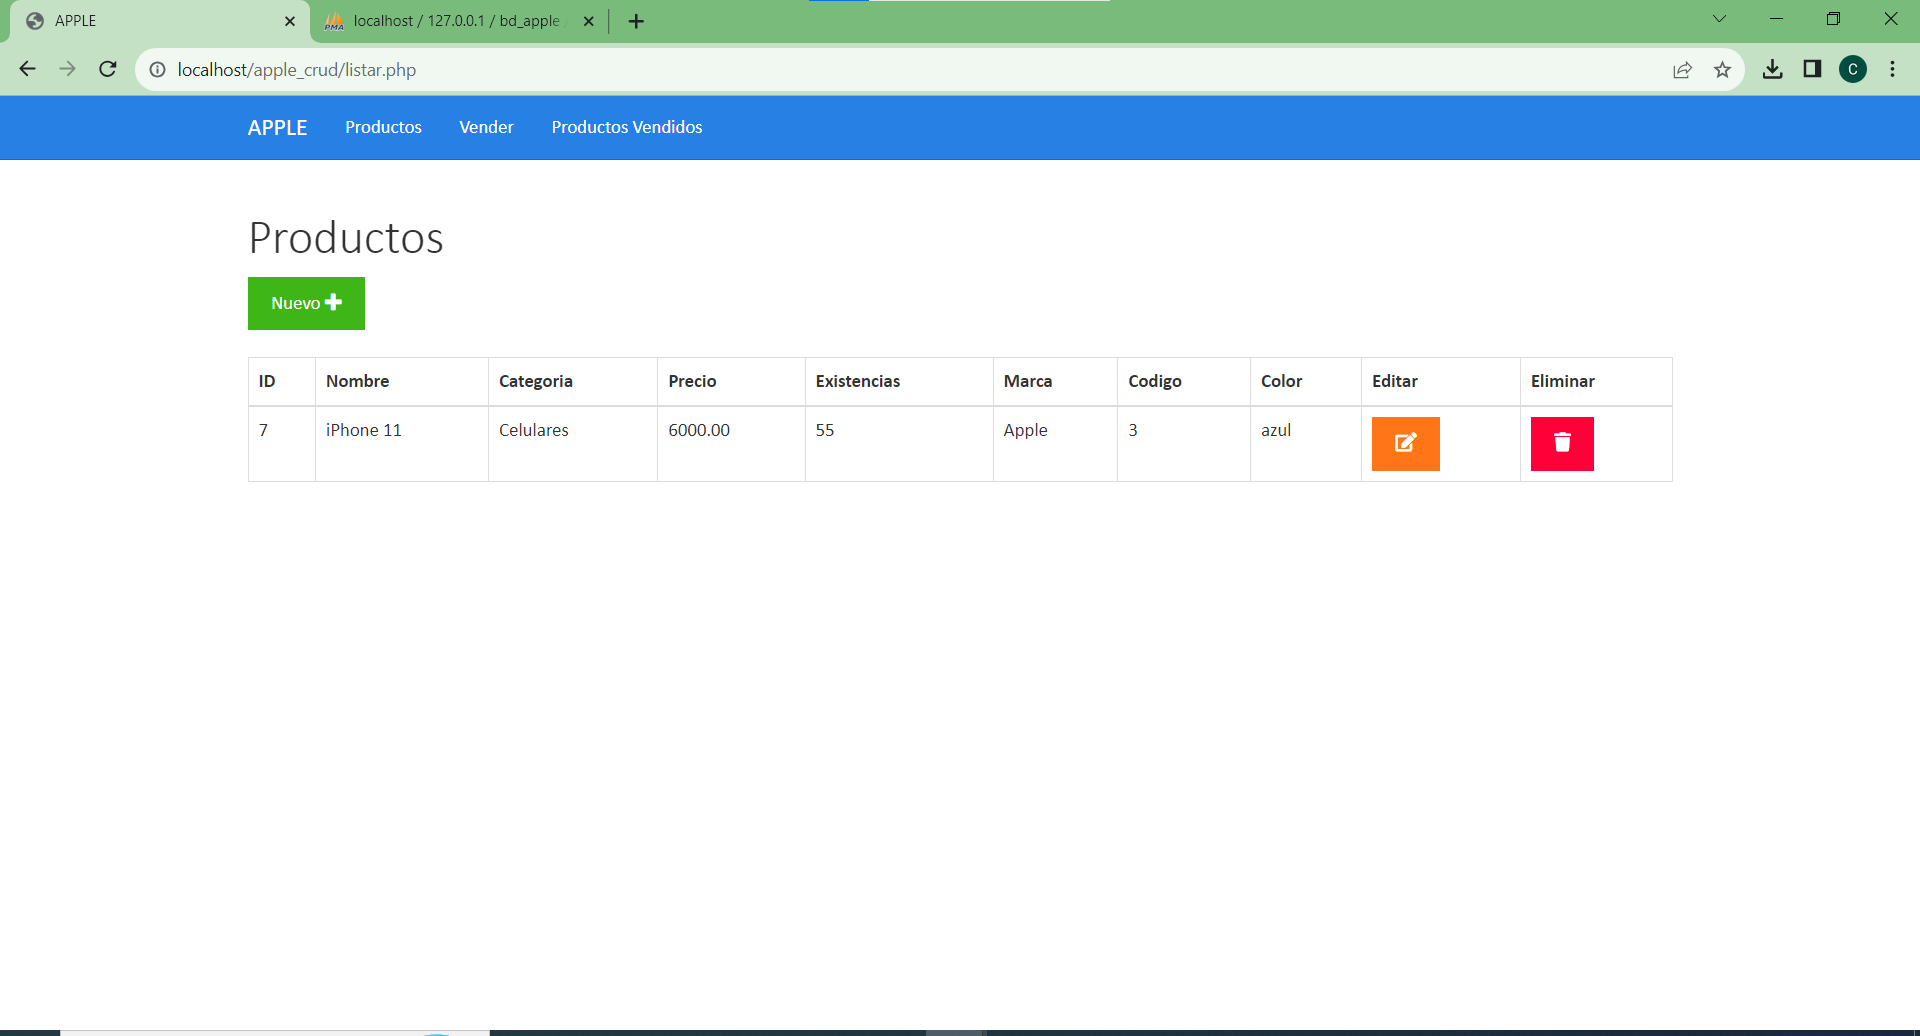 APPLE
localhost / 127.0.0.1 / bd_apple
localhost/apple_crud/listar.php
C
APPLE Productos Vender Productos Vendidos
Productos
Nuevo
ID Nombre Categoria Precio Existencias Marca Codigo Color Editar Eliminar
7 iPhone 11 Celulares 6000.00 55 Apple 3 azul